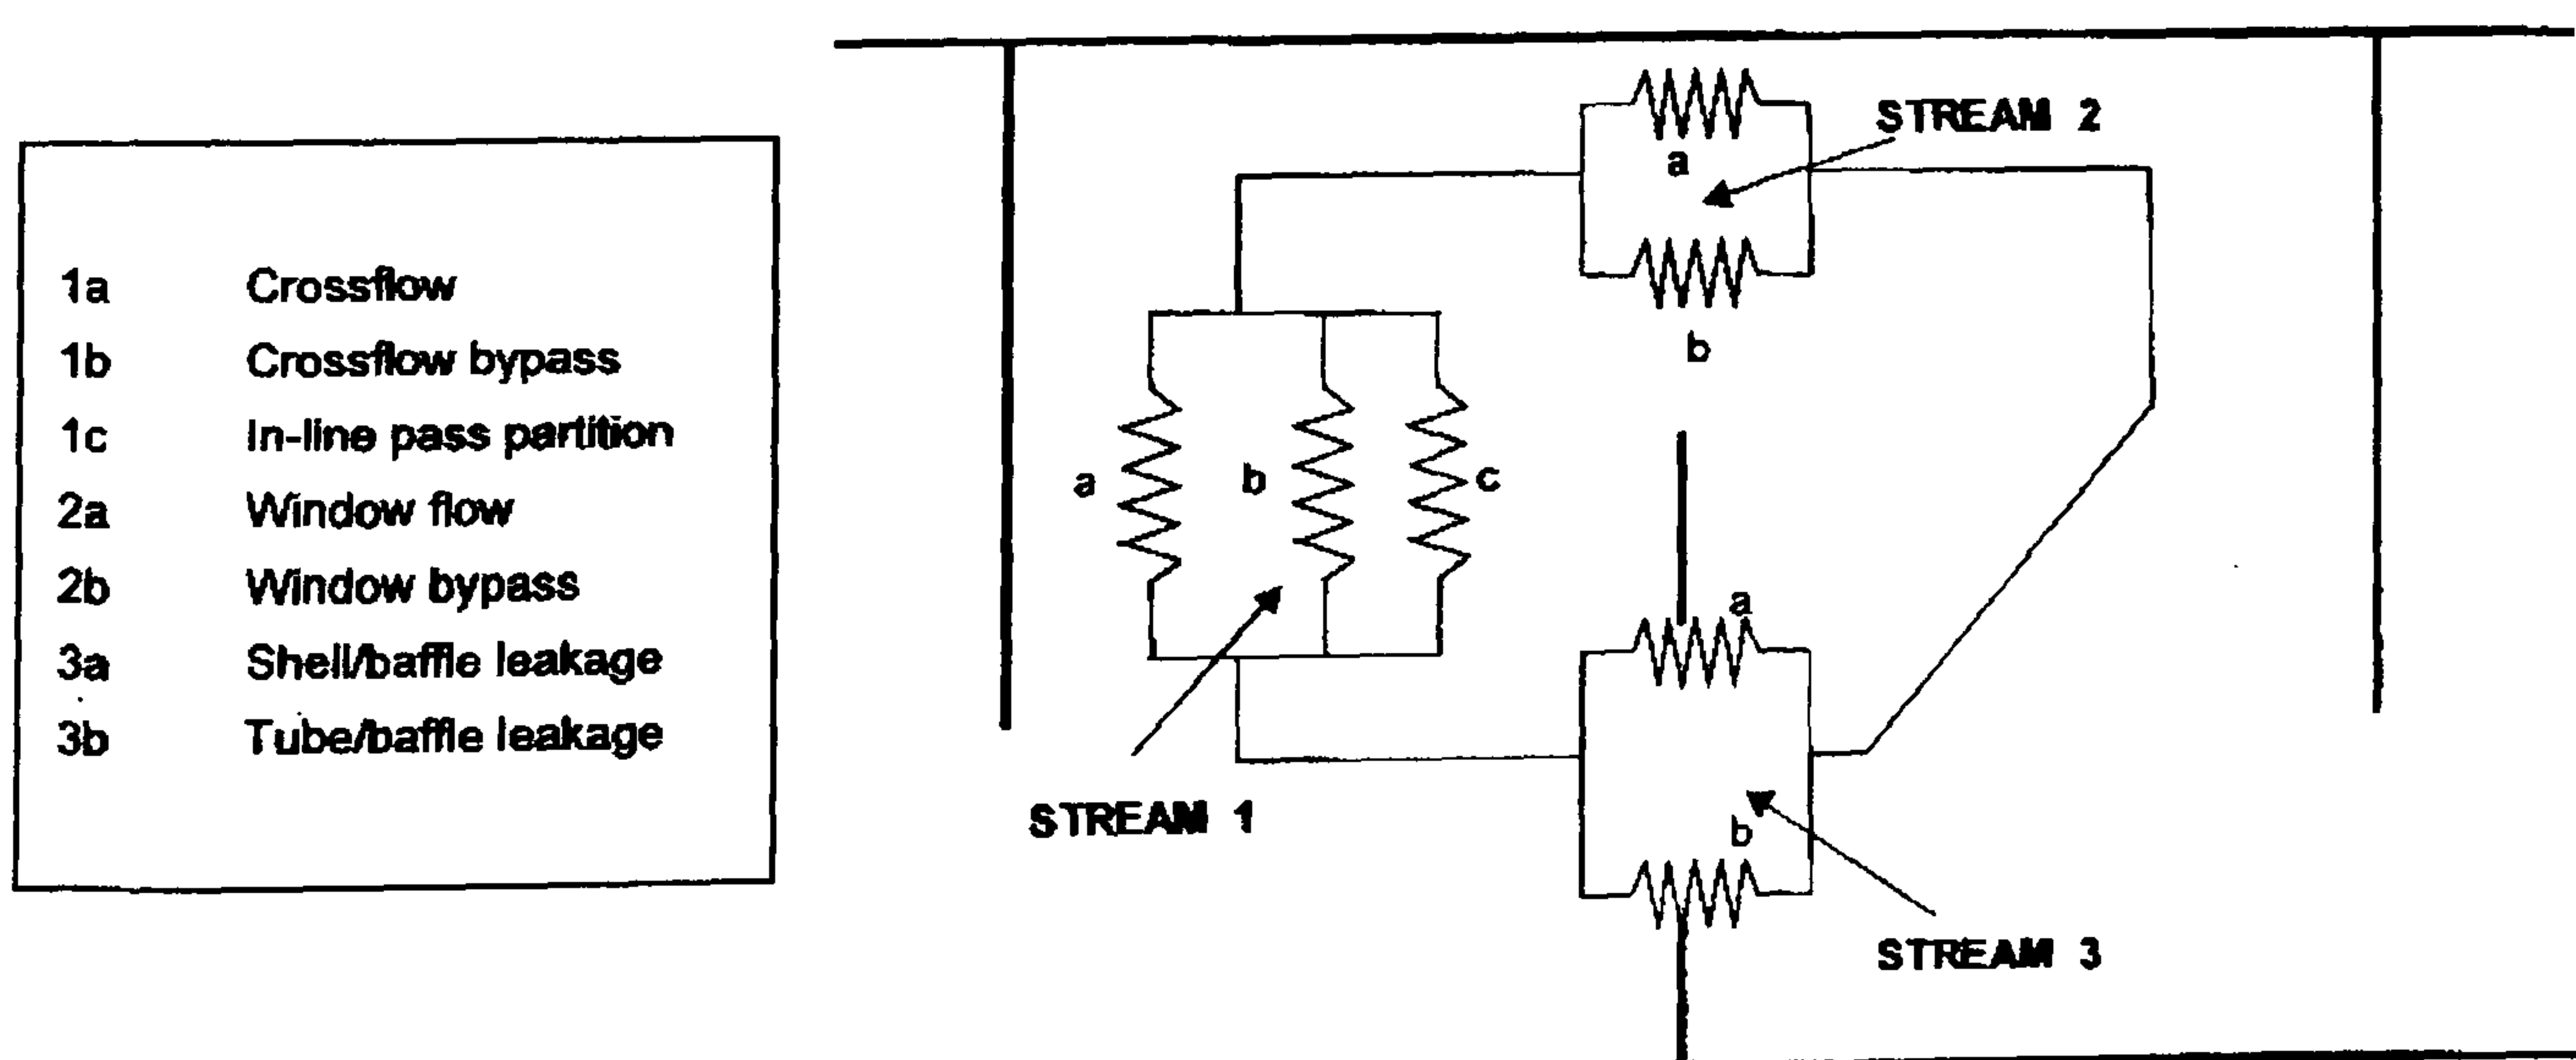 1a Crossflow
1b Crossflow bypass
1c In-line pass partition
2a Window flow
2b Window bypass
3a Shell/baffle leakage
3b Tube/baffle leakage
STREAM 2
a
b
a b c
STREAM 1
a
b
STREAM 3